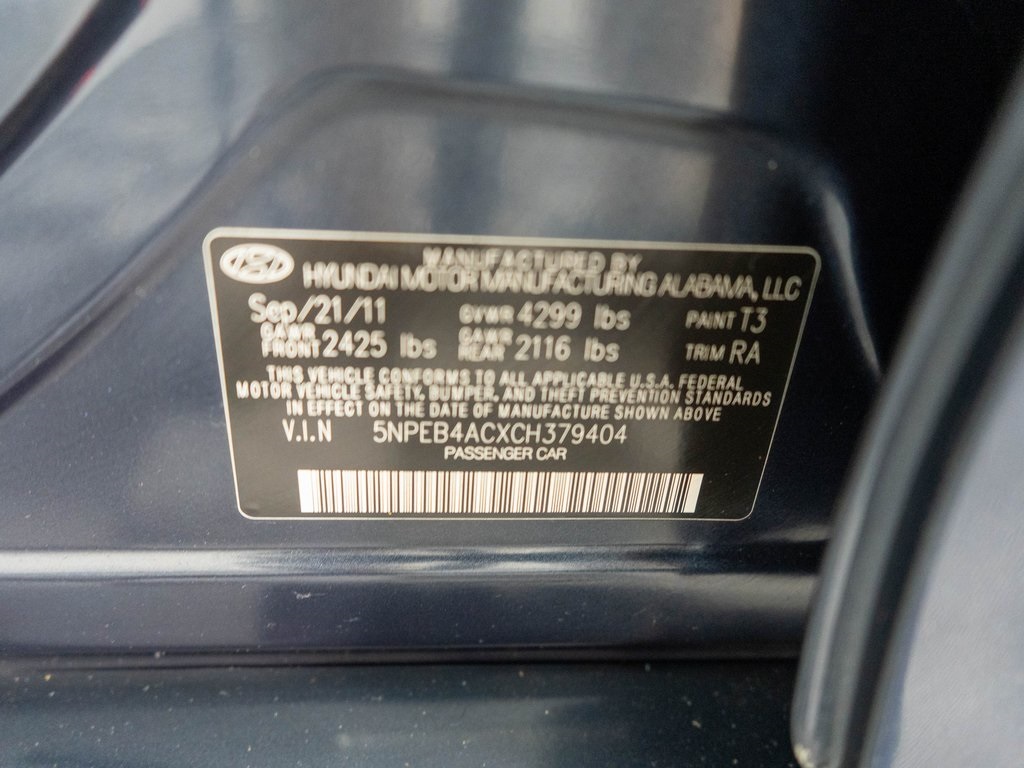 MANUFACTURED BY
HYUNDAI MOTOR MANUFACTURING ALABAMA, LLC
Sep/21/11 GVWR 4299 lbs PAINT T3
GAWR FRONT 2425 lbs GAWR REAR 2116 lbs TRIM RA
THIS VEHICLE CONFORMS TO ALL APPLICABLE U.S.A. FEDERAL
MOTOR VEHICLE SAFETY, BUMPER, AND THEFT PREVENTION STANDARDS
IN EFFECT ON THE DATE OF MANUFACTURE SHOWN ABOVE
V.I.N 5NPEB4ACXCH379404
PASSENGER CAR